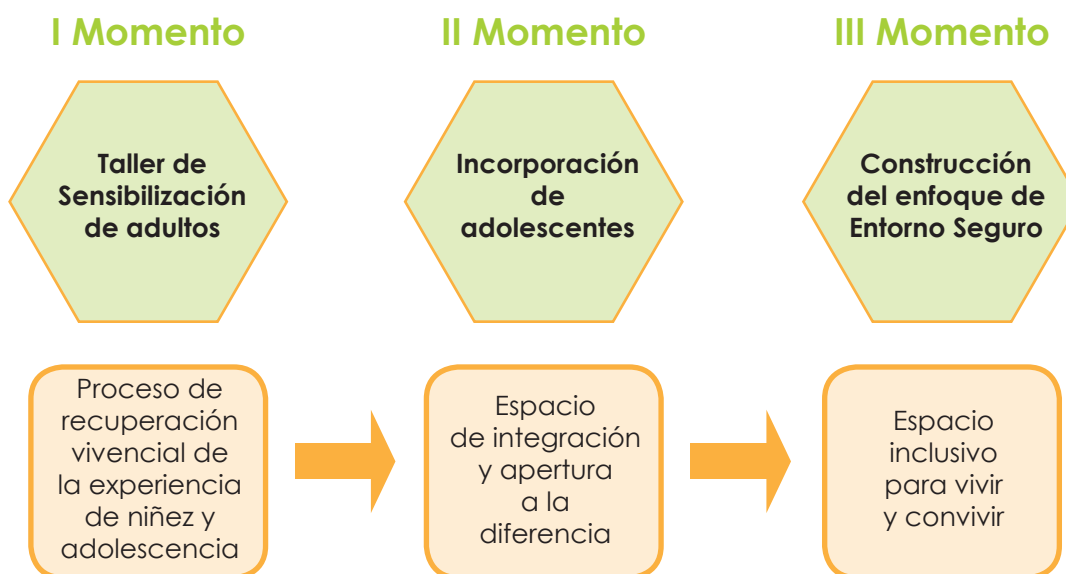 I Momento
II Momento
III Momento
Taller de
Sensibilización
de adultos
Incorporación
de
adolescentes
Construcción
del enfoque de
Entorno Seguro
Proceso de
recuperación
vivencial de
la experiencia
de niñez y
adolescencia
Espacio
de integración
y apertura
a la
diferencia
Espacio
inclusivo
para vivir
y convivir